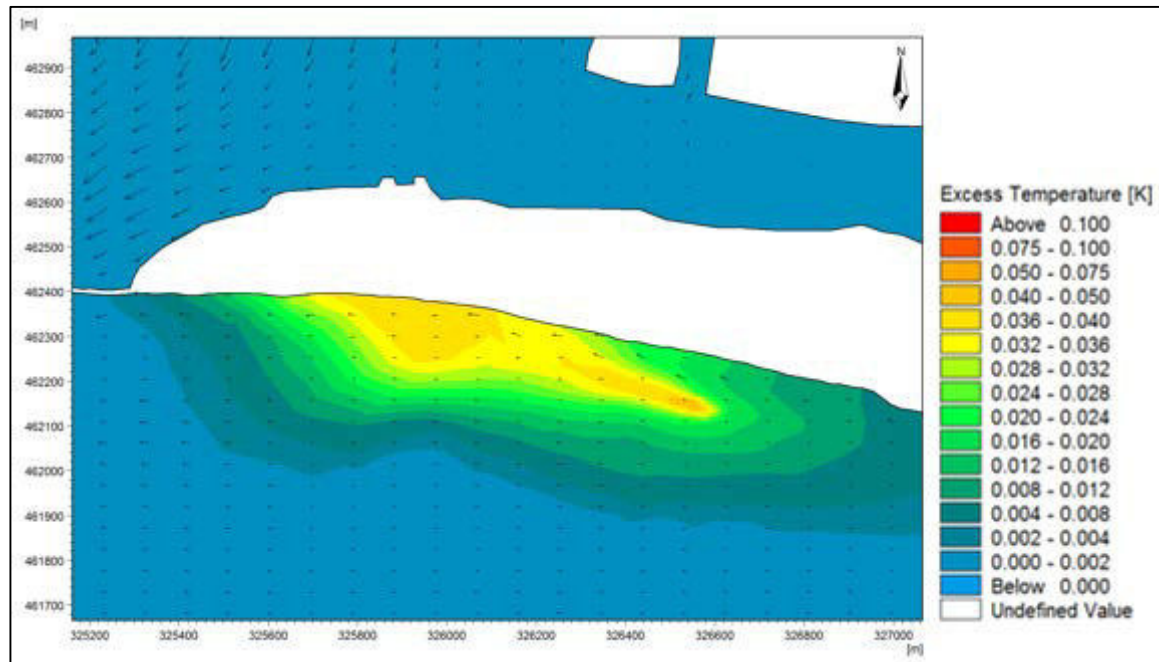 [m]
462900
462800
462700
462600
462500
462400
462300
462200
462100
462000
461900
461800
461700
325200 325400 325600 325800 326000 326200 326400 326600 326800 327000
[m]
N
Excess Temperature [K]
Above 0.100
0.075 - 0.100
0.050 - 0.075
0.040 - 0.050
0.036 - 0.040
0.032 - 0.036
0.028 - 0.032
0.024 - 0.028
0.020 - 0.024
0.016 - 0.020
0.012 - 0.016
0.008 - 0.012
0.004 - 0.008
0.002 - 0.004
0.000 - 0.002
Below 0.000
Undefined Value